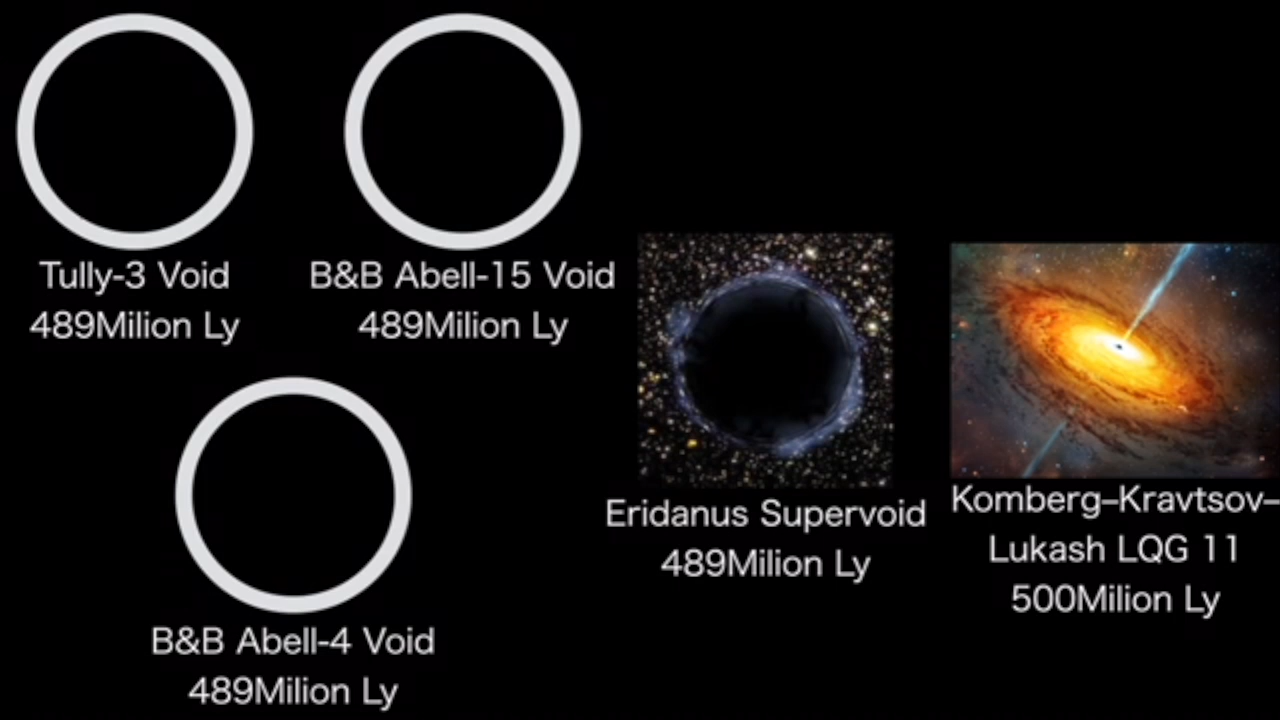 Tully-3 Void
489Milion Ly
B&B Abell-15 Void
489Milion Ly
B&B Abell-4 Void
489Milion Ly
Eridanus Supervoid
489Milion Ly
Komberg–Kravtsov–
Lukash LQG 11
500Milion Ly